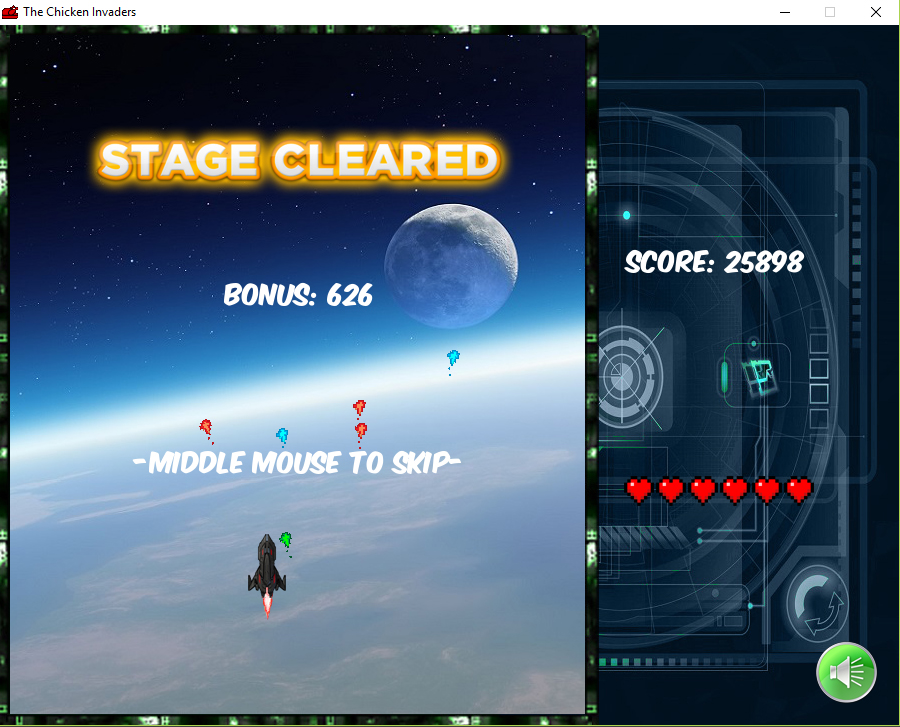 The Chicken Invaders
STAGE CLEARED
BONUS: 626
SCORE: 25898
-MIDDLE MOUSE TO SKIP-